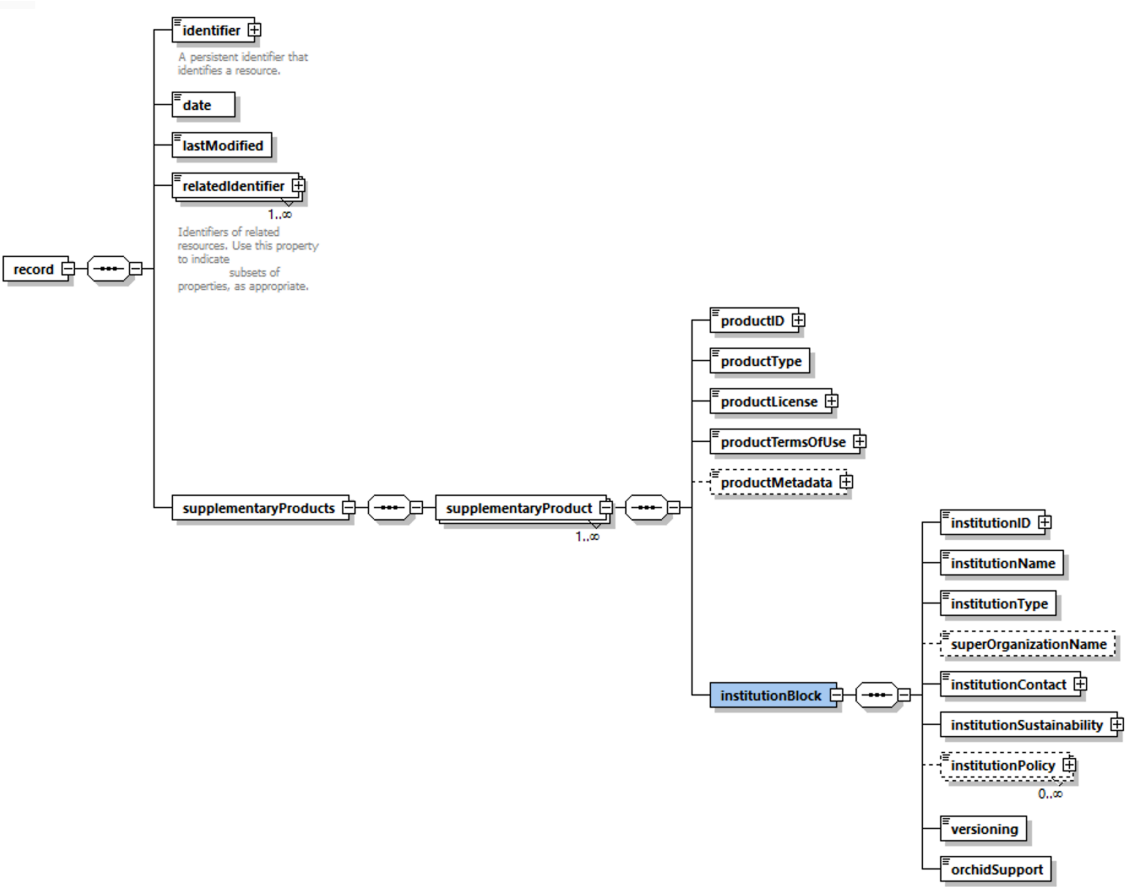 identifier
A persistent identifier that
identifies a resource.
date
lastModified
relatedIdentifier
1..∞
Identifiers of related
resources. Use this property
to indicate
subsets of
properties, as appropriate.
record
productID
productType
productLicense
productTermsOfUse
productMetadata
supplementaryProducts
supplementaryProduct
1..∞
institutionID
institutionName
institutionType
superOrganizationName
institutionContact
institutionBlock
institutionSustainability
institutionPolicy
0..∞
versioning
orchidSupport